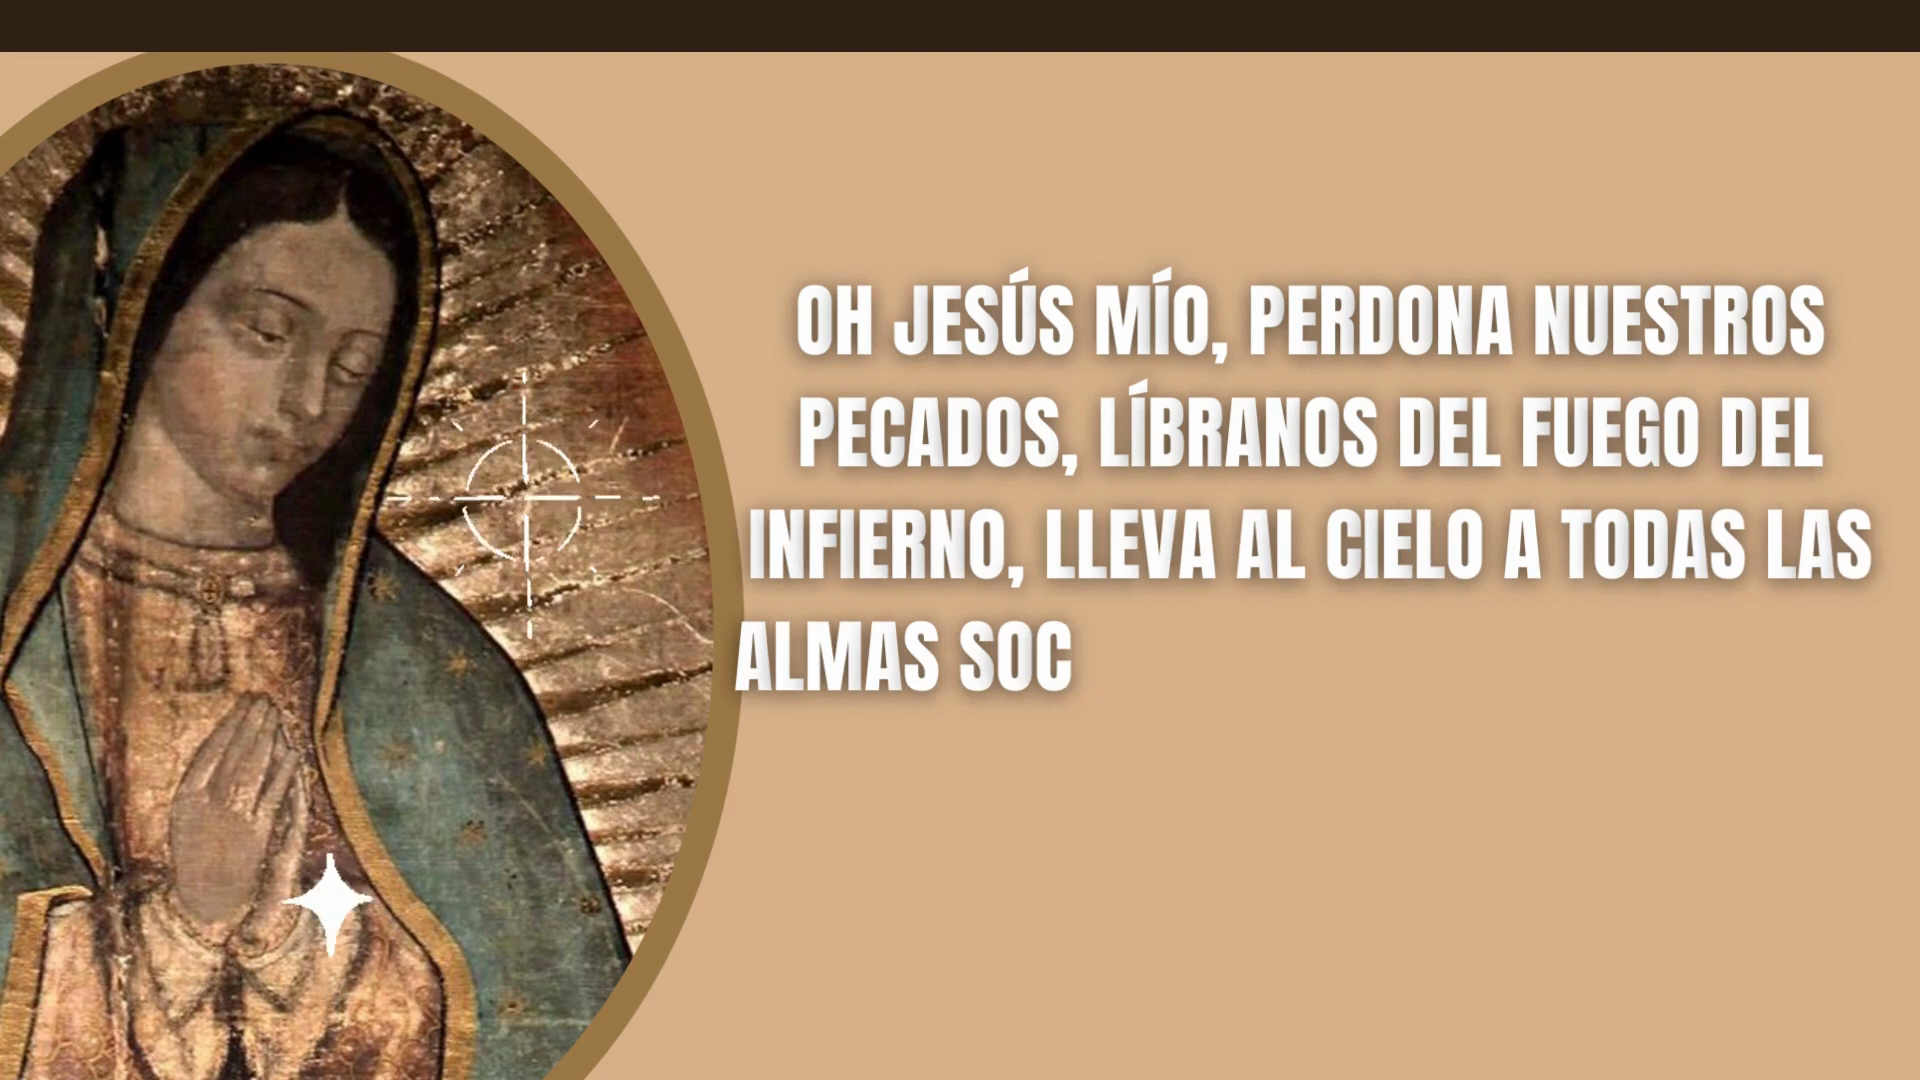 OH JESÚS MÍO, PERDONA NUESTROS
PECADOS, LÍBRANOS DEL FUEGO DEL
INFIERNO, LLEVA AL CIELO A TODAS LAS
ALMAS SOC